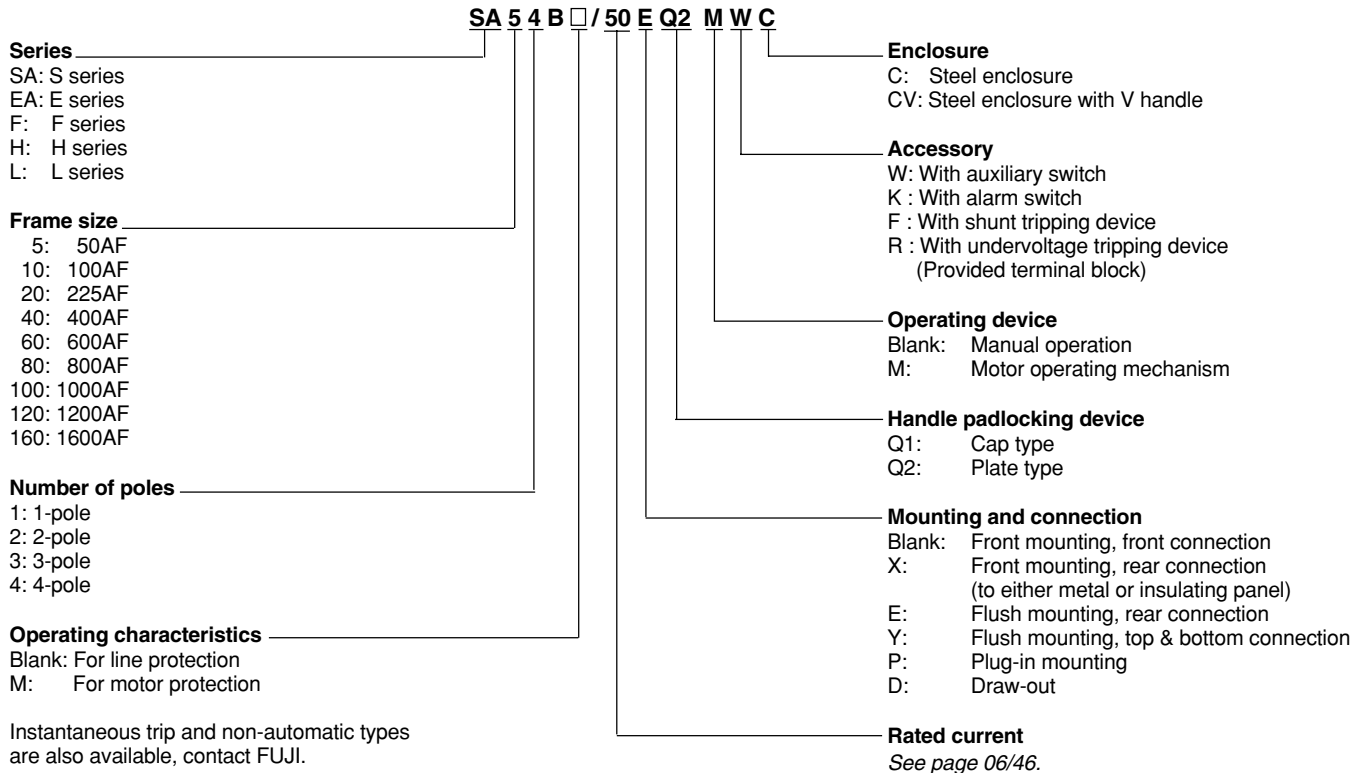 SA 5 4 B □ / 50 E Q2 M W C
Series
SA: S series
EA: E series
F: F series
H: H series
L: L series
Frame size
5: 50AF
10: 100AF
20: 225AF
40: 400AF
60: 600AF
80: 800AF
100: 1000AF
120: 1200AF
160: 1600AF
Number of poles
1: 1-pole
2: 2-pole
3: 3-pole
4: 4-pole
Operating characteristics
Blank: For line protection
M: For motor protection
Instantaneous trip and non-automatic types
are also available, contact FUJI.
Enclosure
C: Steel enclosure
CV: Steel enclosure with V handle
Accessory
W: With auxiliary switch
K : With alarm switch
F : With shunt tripping device
R : With undervoltage tripping device
(Provided terminal block)
Operating device
Blank: Manual operation
M: Motor operating mechanism
Handle padlocking device
Q1: Cap type
Q2: Plate type
Mounting and connection
Blank: Front mounting, front connection
X: Front mounting, rear connection
(to either metal or insulating panel)
E: Flush mounting, rear connection
Y: Flush mounting, top & bottom connection
P: Plug-in mounting
D: Draw-out
Rated current
See page 06/46.